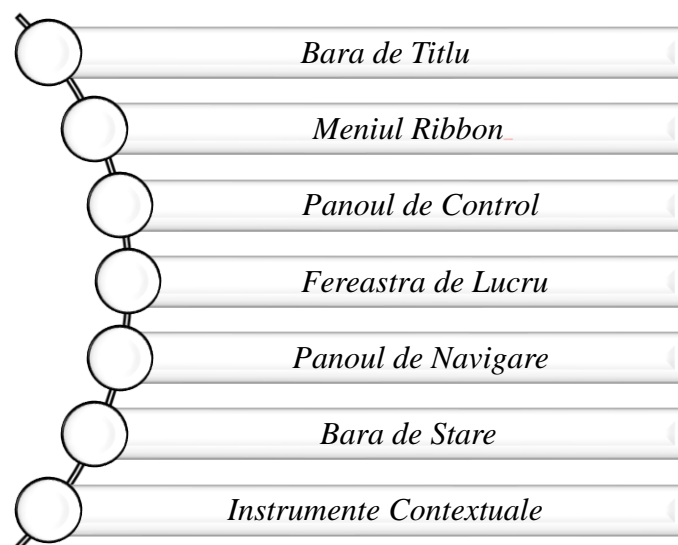 Bara de Titlu
Meniul Ribbon
Panoul de Control
Fereastra de Lucru
Panoul de Navigare
Bara de Stare
Instrumente Contextuale